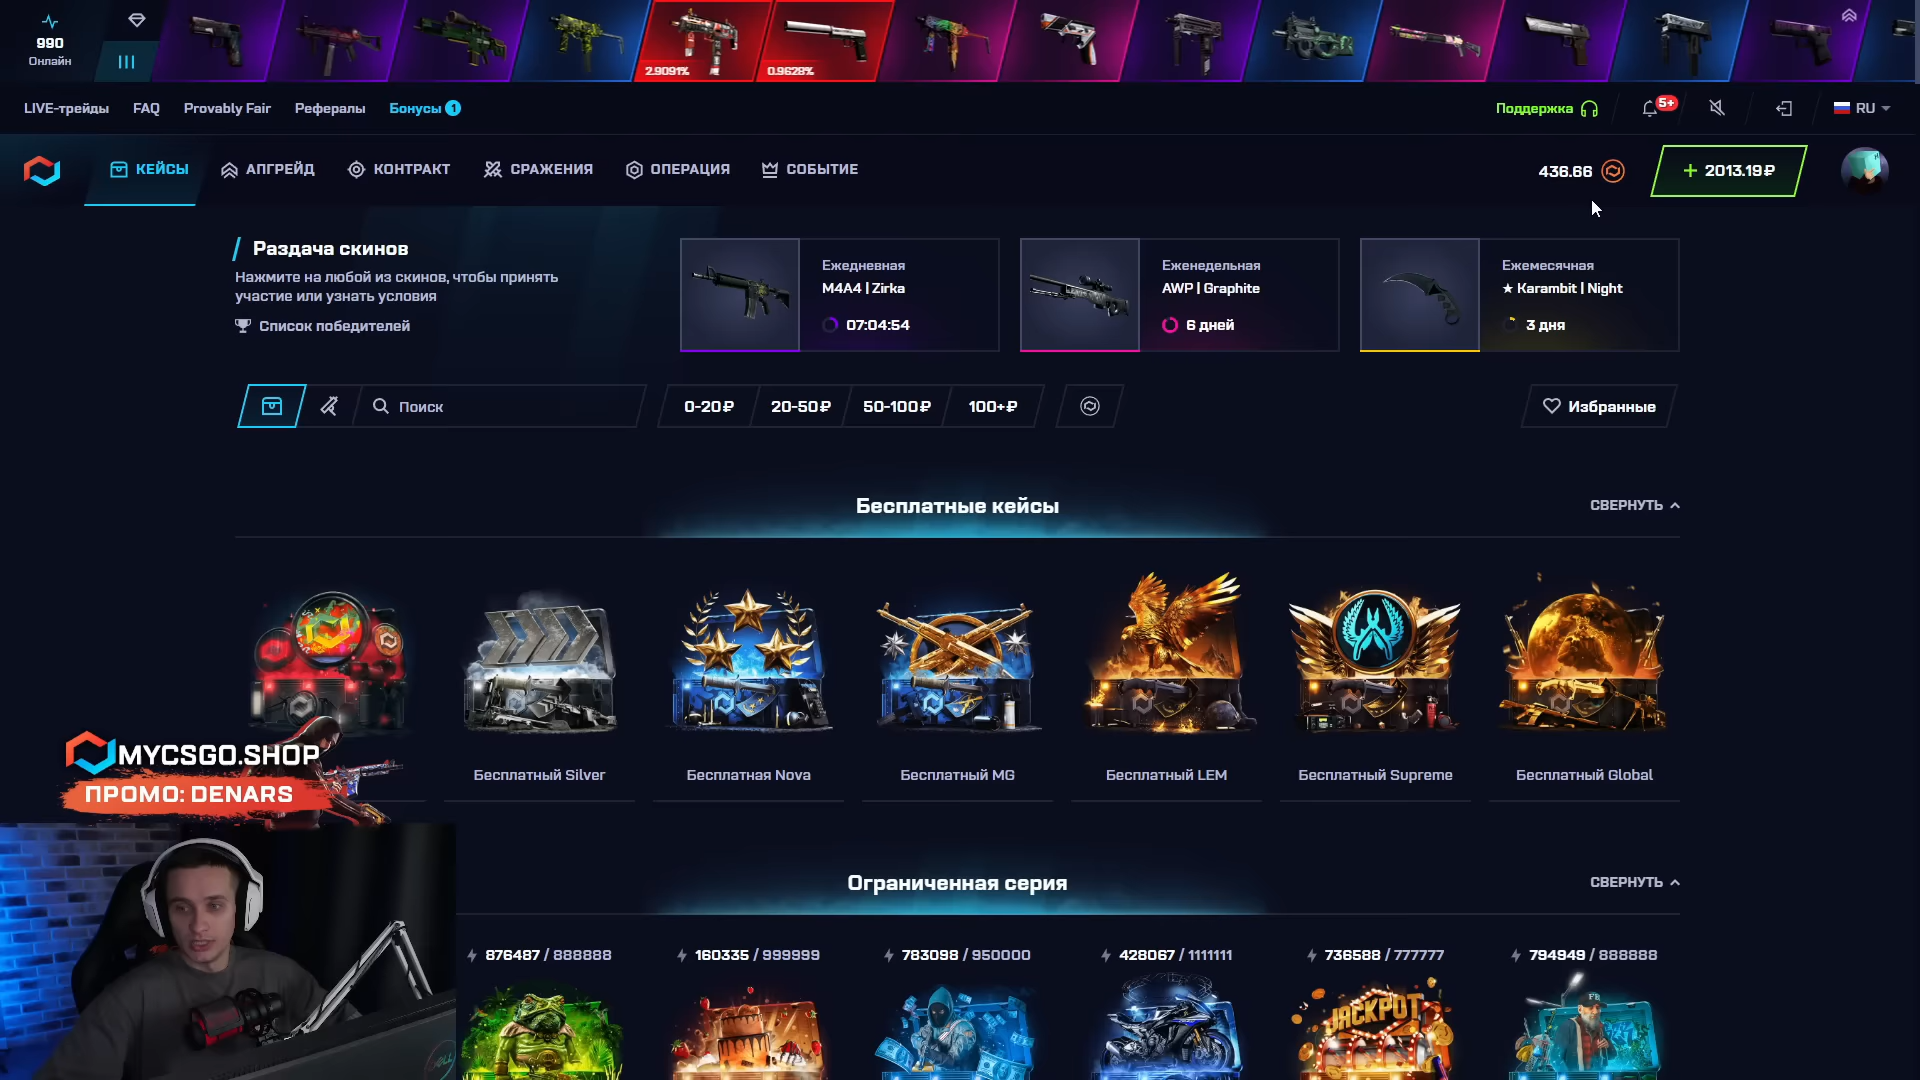 990
Онлайн
2.9091%
0.9628%
LIVE-трейды
FAQ
Provably Fair
Рефералы
Бонусы 1
Поддержка
5+
RU
КЕЙСЫ
АПГРЕЙД
КОНТРАКТ
СРАЖЕНИЯ
ОПЕРАЦИЯ
СОБЫТИЕ
436.66
+ 2013.19₽
Раздача скинов
Нажмите на любой из скинов, чтобы принять
участие или узнать условия
Список победителей
Ежедневная
M4A4 | Zirka
07:04:54
Еженедельная
AWP | Graphite
6 дней
Ежемесячная
★ Karambit | Night
3 дня
Поиск
0-20₽
20-50₽
50-100₽
100+₽
Избранные
Бесплатные кейсы
СВЕРНУТЬ
Бесплатный Silver
Бесплатная Nova
Бесплатный MG
Бесплатный LEM
Бесплатный Supreme
Бесплатный Global
MYCSGO.SHOP
ПРОМО: DENARS
Ограниченная серия
СВЕРНУТЬ
876487 / 888888
160335 / 999999
783098 / 950000
428067 / 1111111
736588 / 777777
794949 / 888888
JACKPOT